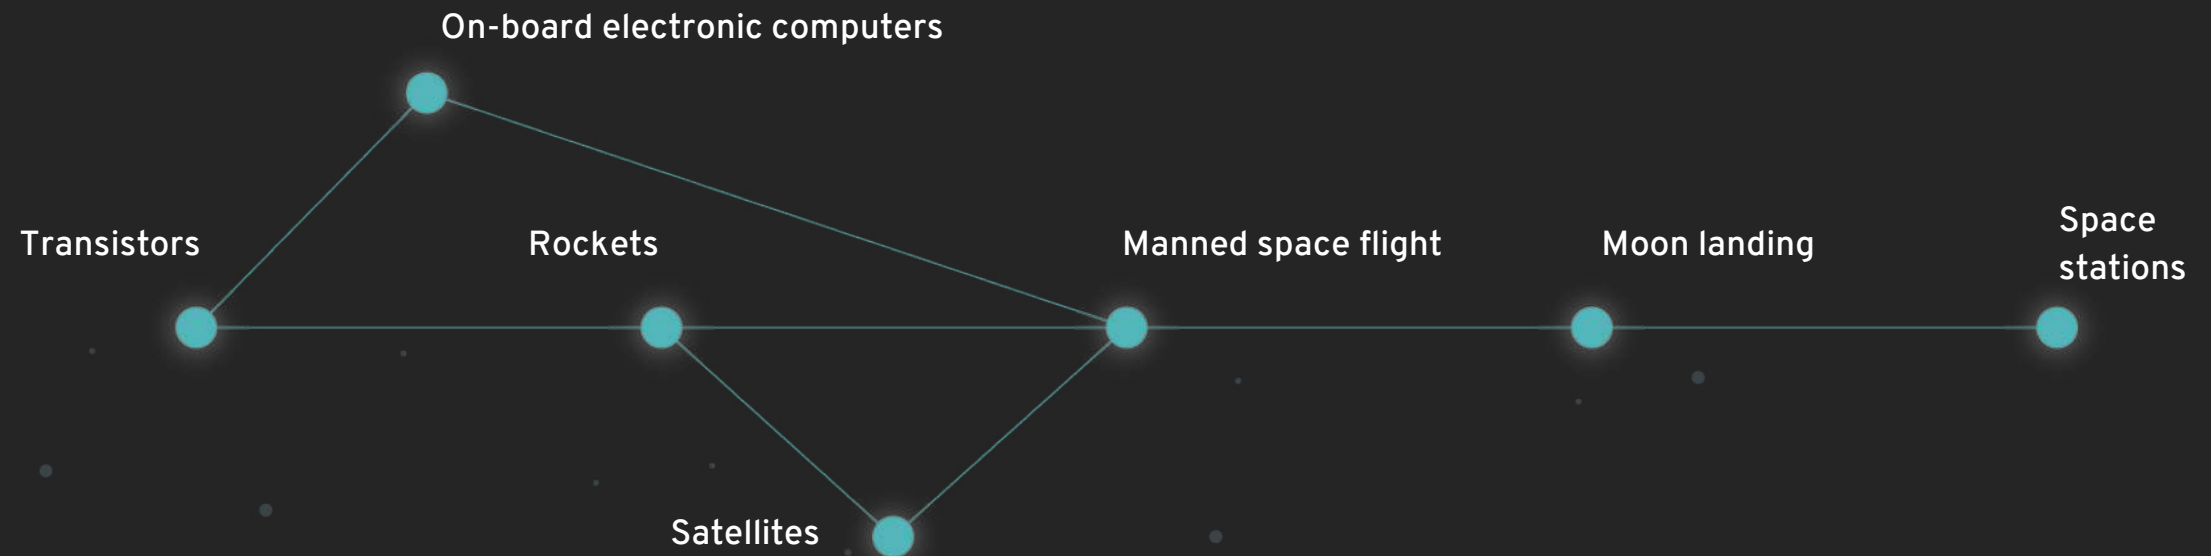 On-board electronic computers
Transistors
Rockets
Manned space flight
Moon landing
Space
stations
Satellites